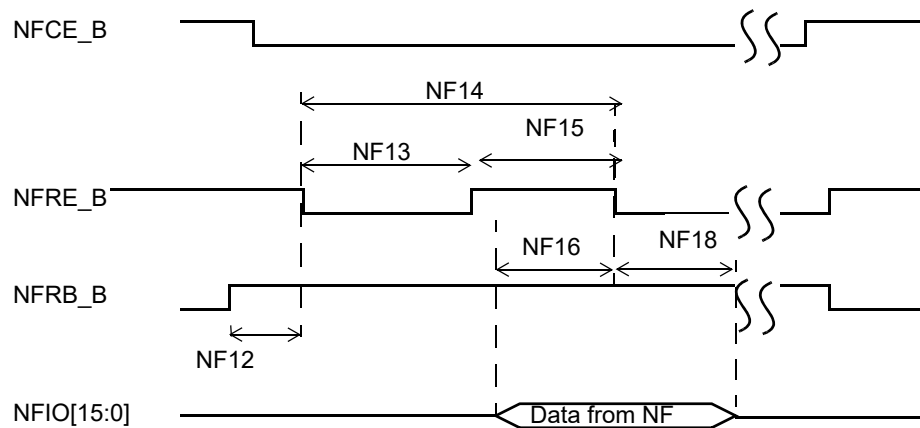 NFCE_B
NF14
NF15
NF13
NFRE_B
NF16
NF18
NFRB_B
NF12
NFIO[15:0]
Data from NF